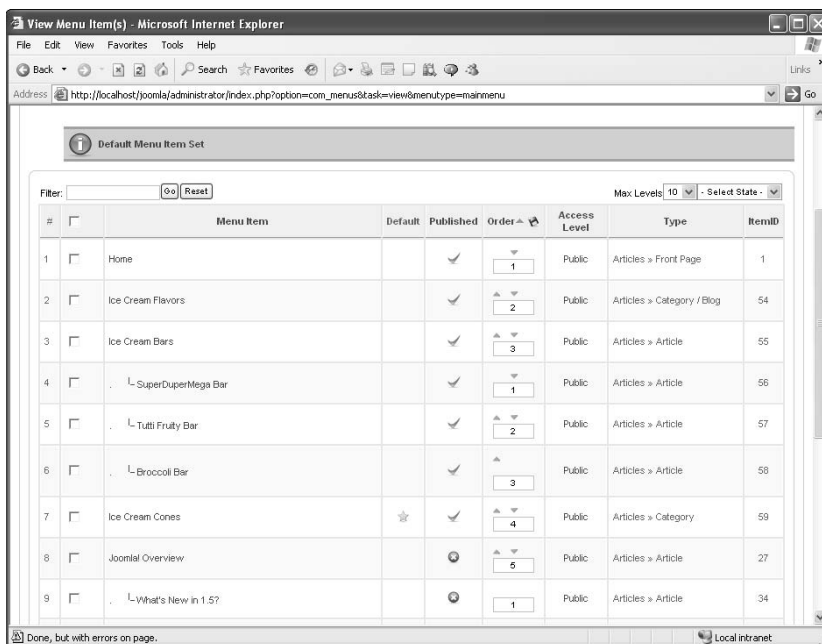 View Menu Item(s) - Microsoft Internet Explorer
File Edit View Favorites Tools Help
Back Search Favorites Links
Address http://localhost/joomla/administrator/index.php?option=com_menus&task=view&menutype=mainmenu Go
Default Menu Item Set
Filter: Go Reset Max Levels 10 - Select State -
# Menu Item Default Published Order Access Level Type ItemID
1 Home 1 Public Articles » Front Page 1
2 Ice Cream Flavors 2 Public Articles » Category / Blog 54
3 Ice Cream Bars 3 Public Articles » Article 55
4 . SuperDuperMega Bar 1 Public Articles » Article 56
5 . Tutti Fruity Bar 2 Public Articles » Article 57
6 . Broccoli Bar 3 Public Articles » Article 58
7 Ice Cream Cones 4 Public Articles » Category 59
8 Joomla! Overview 5 Public Articles » Article 27
9 . What's New in 1.5? 1 Public Articles » Article 34
Done, but with errors on page. Local intranet